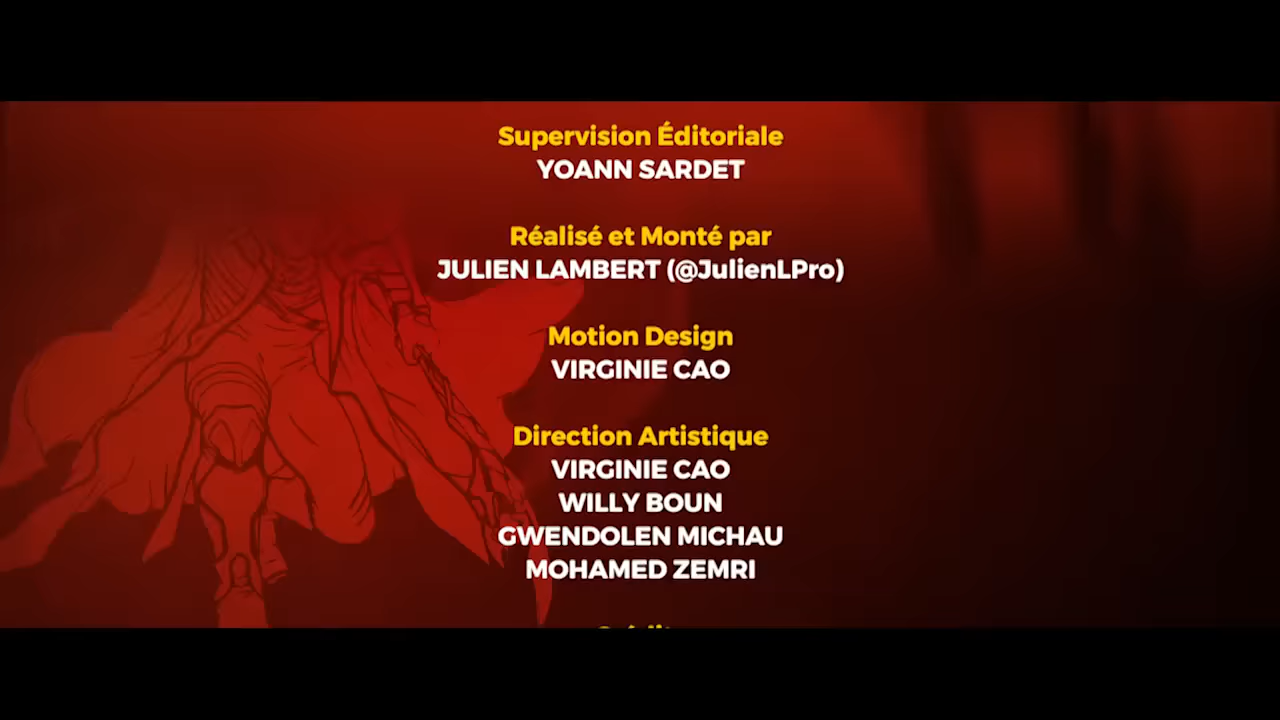 Supervision Éditoriale
YOANN SARDET
Réalisé et Monté par
JULIEN LAMBERT (@JulienLPro)
Motion Design
VIRGINIE CAO
Direction Artistique
VIRGINIE CAO
WILLY BOUN
GWENDOLEN MICHAU
MOHAMED ZEMRI